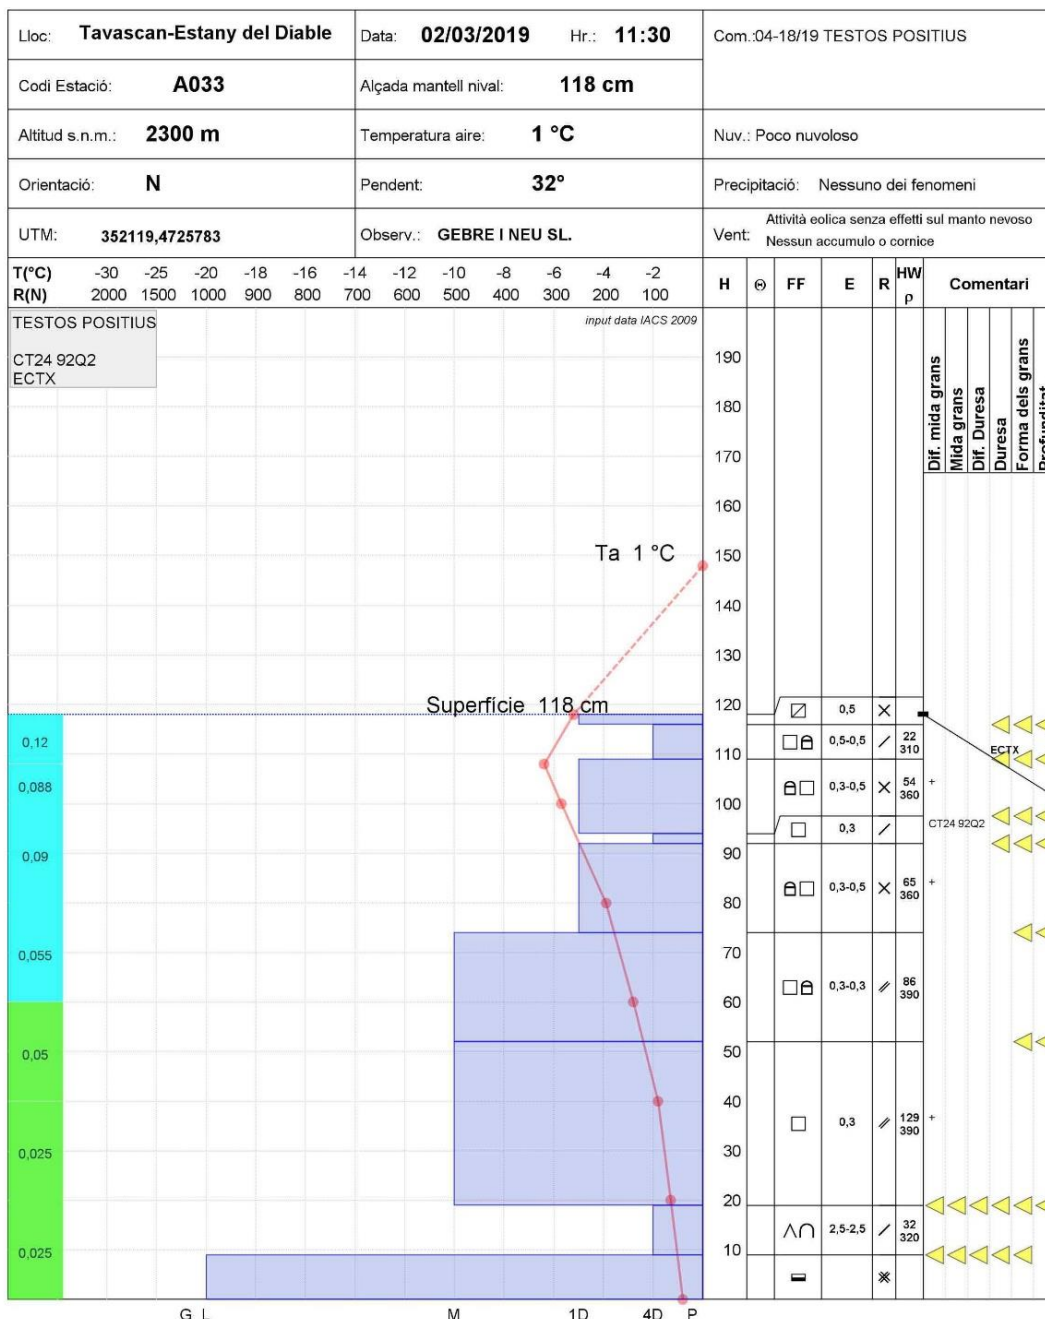 Lloc: Tavascan-Estany del Diable Data: 02/03/2019 Hr.: 11:30 Com.:04-18/19 TESTOS POSITIUS
Codi Estació: A033 Alçada mantell nival: 118 cm
Altitud s.n.m.: 2300 m Temperatura aire: 1 °C Nuv.: Poco nuvoloso
Orientació: N Pendent: 32° Precipitació: Nessuno dei fenomeni
UTM: 352119,4725783 Observ.: GEBRE I NEU SL. Vent: Attività eolica senza effetti sul manto nevoso
Nessun accumulo o cornice
T(°C) -30 -25 -20 -18 -16 -14 -12 -10 -8 -6 -4 -2
R(N) 2000 1500 1000 900 800 700 600 500 400 300 200 100
H Θ FF E R HW ρ Comentari
TESTOS POSITIUS
CT24 92Q2
ECTX
input data IACS 2009
Dif. mida grans
Mida grans
Dif. Duresa
Duresa
Forma dels grans
Profunditat
190
180
170
160
150
140
130
120
110
100
90
80
70
60
50
40
30
20
10
Ta 1 °C
Superfície 118 cm
0,12
0,088
0,09
0,055
0,05
0,025
0,025
0,5
0,5-0,5 22 310 ECTX
0,3-0,5 54 360 +
0,3 CT24 92Q2
0,3-0,5 65 360 +
0,3-0,3 86 390
0,3 129 390 +
2,5-2,5 32 320
G L M 1D 4D P